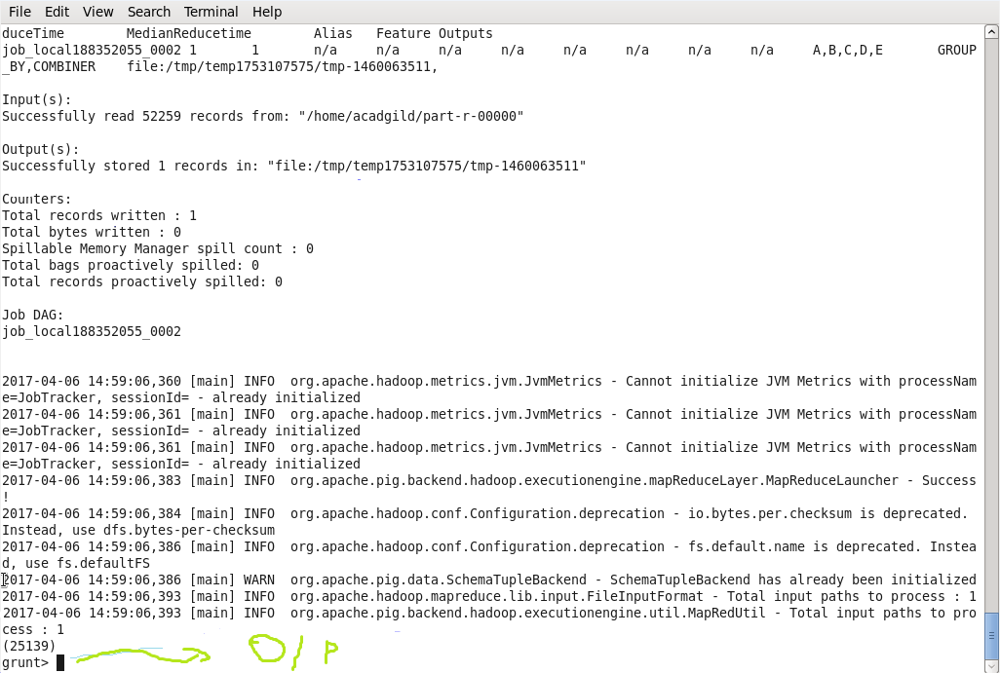 File Edit View Search Terminal Help
duceTime MedianReducetime Alias Feature Outputs
job_local188352055_0002 1 1 n/a n/a n/a n/a n/a n/a n/a n/a A,B,C,D,E GROUP
_BY,COMBINER file:/tmp/temp1753107575/tmp-1460063511,
Input(s):
Successfully read 52259 records from: "/home/acadgild/part-r-00000"
Output(s):
Successfully stored 1 records in: "file:/tmp/temp1753107575/tmp-1460063511"
Counters:
Total records written : 1
Total bytes written : 0
Spillable Memory Manager spill count : 0
Total bags proactively spilled: 0
Total records proactively spilled: 0
Job DAG:
job_local188352055_0002
2017-04-06 14:59:06,360 [main] INFO org.apache.hadoop.metrics.jvm.JvmMetrics - Cannot initialize JVM Metrics with processNam
e=JobTracker, sessionId= - already initialized
2017-04-06 14:59:06,361 [main] INFO org.apache.hadoop.metrics.jvm.JvmMetrics - Cannot initialize JVM Metrics with processNam
e=JobTracker, sessionId= - already initialized
2017-04-06 14:59:06,361 [main] INFO org.apache.hadoop.metrics.jvm.JvmMetrics - Cannot initialize JVM Metrics with processNam
e=JobTracker, sessionId= - already initialized
2017-04-06 14:59:06,383 [main] INFO org.apache.pig.backend.hadoop.executionengine.mapReduceLayer.MapReduceLauncher - Success
!
2017-04-06 14:59:06,384 [main] INFO org.apache.hadoop.conf.Configuration.deprecation - io.bytes.per.checksum is deprecated.
Instead, use dfs.bytes-per-checksum
2017-04-06 14:59:06,386 [main] INFO org.apache.hadoop.conf.Configuration.deprecation - fs.default.name is deprecated. Instea
d, use fs.defaultFS
2017-04-06 14:59:06,386 [main] WARN org.apache.pig.data.SchemaTupleBackend - SchemaTupleBackend has already been initialized
2017-04-06 14:59:06,393 [main] INFO org.apache.hadoop.mapreduce.lib.input.FileInputFormat - Total input paths to process : 1
2017-04-06 14:59:06,393 [main] INFO org.apache.pig.backend.hadoop.executionengine.util.MapRedUtil - Total input paths to pro
cess : 1
(25139)
grunt> O/P